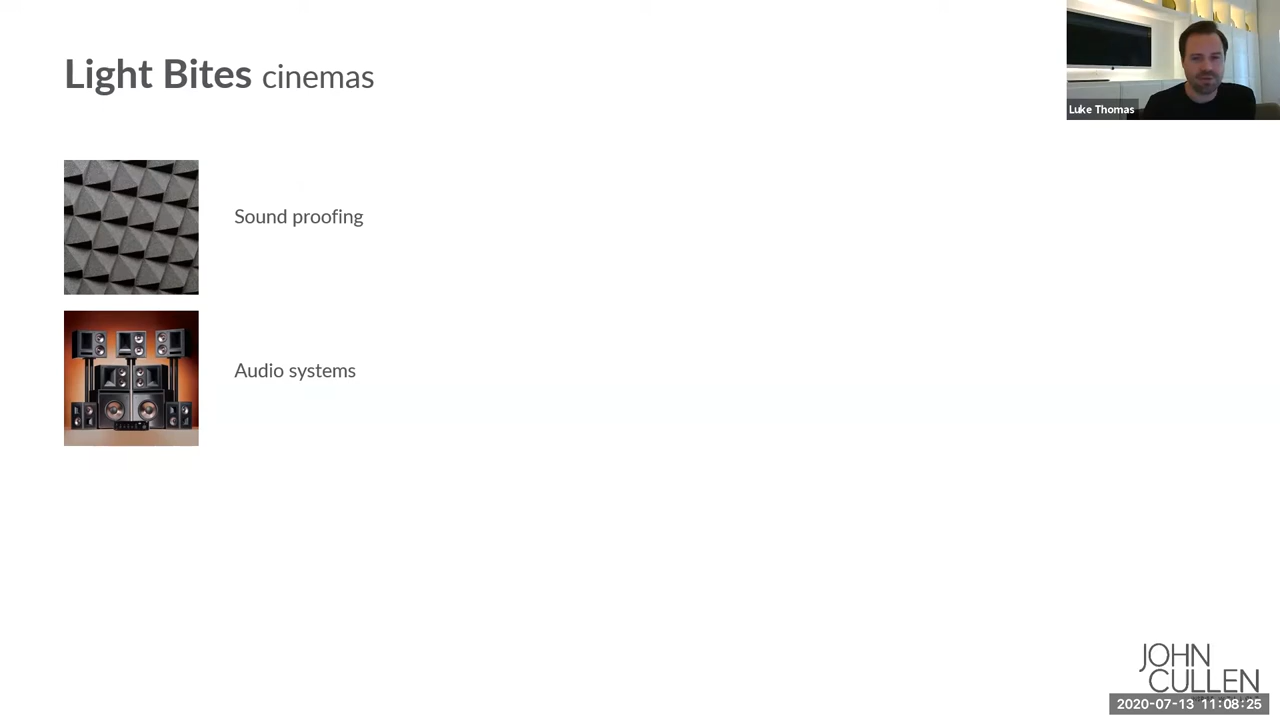 Light Bites cinemas
Luke Thomas
Sound proofing
Audio systems
JOHN
CULLEN
2020-07-13 11:08:25